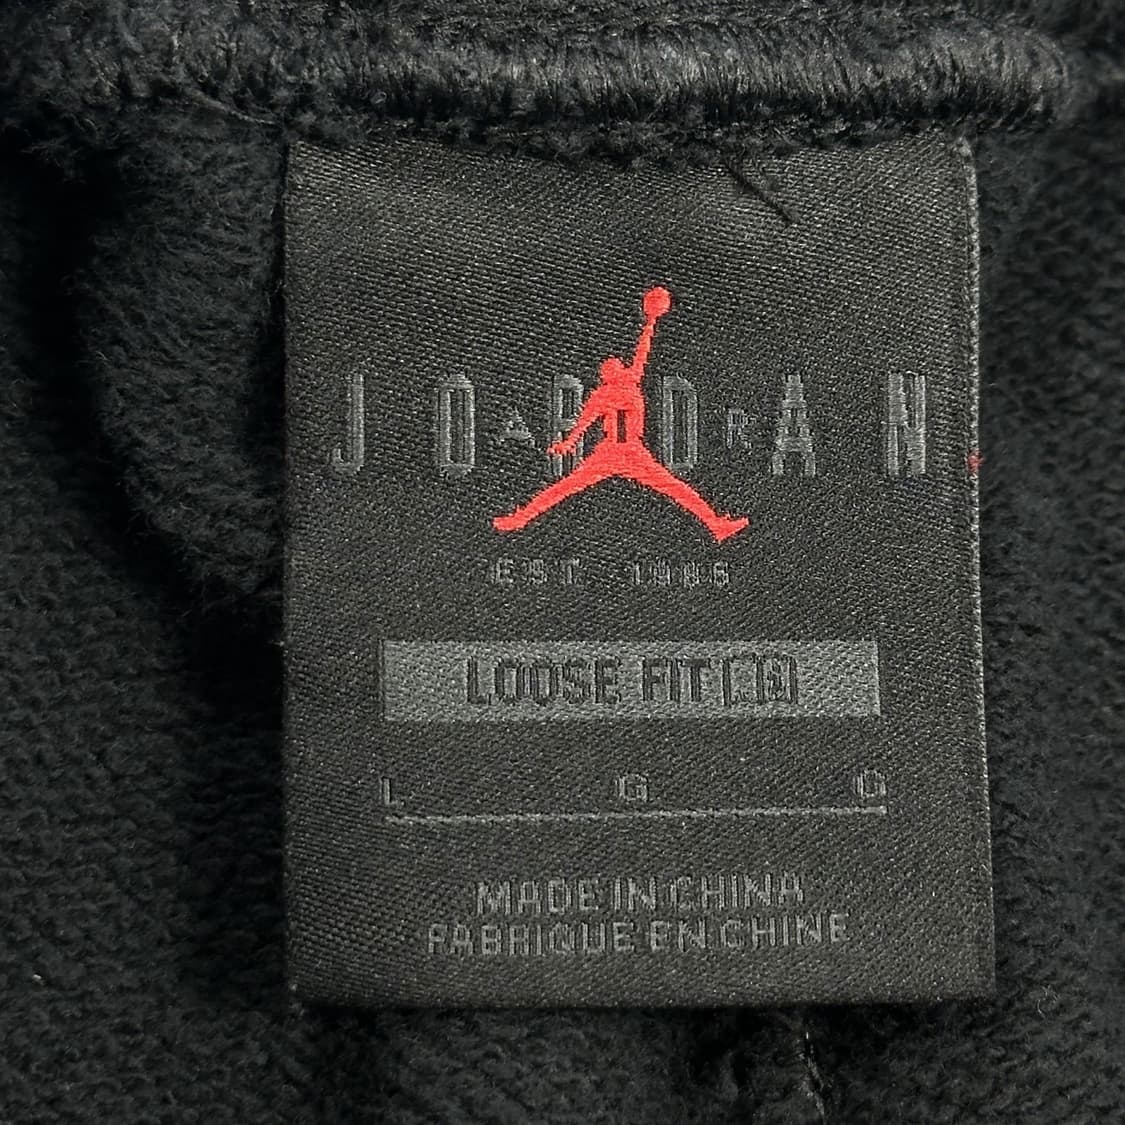 JORDAN
EST 1985
LOOSE FIT
L G G
MADE IN CHINA
FABRIQUE EN CHINE